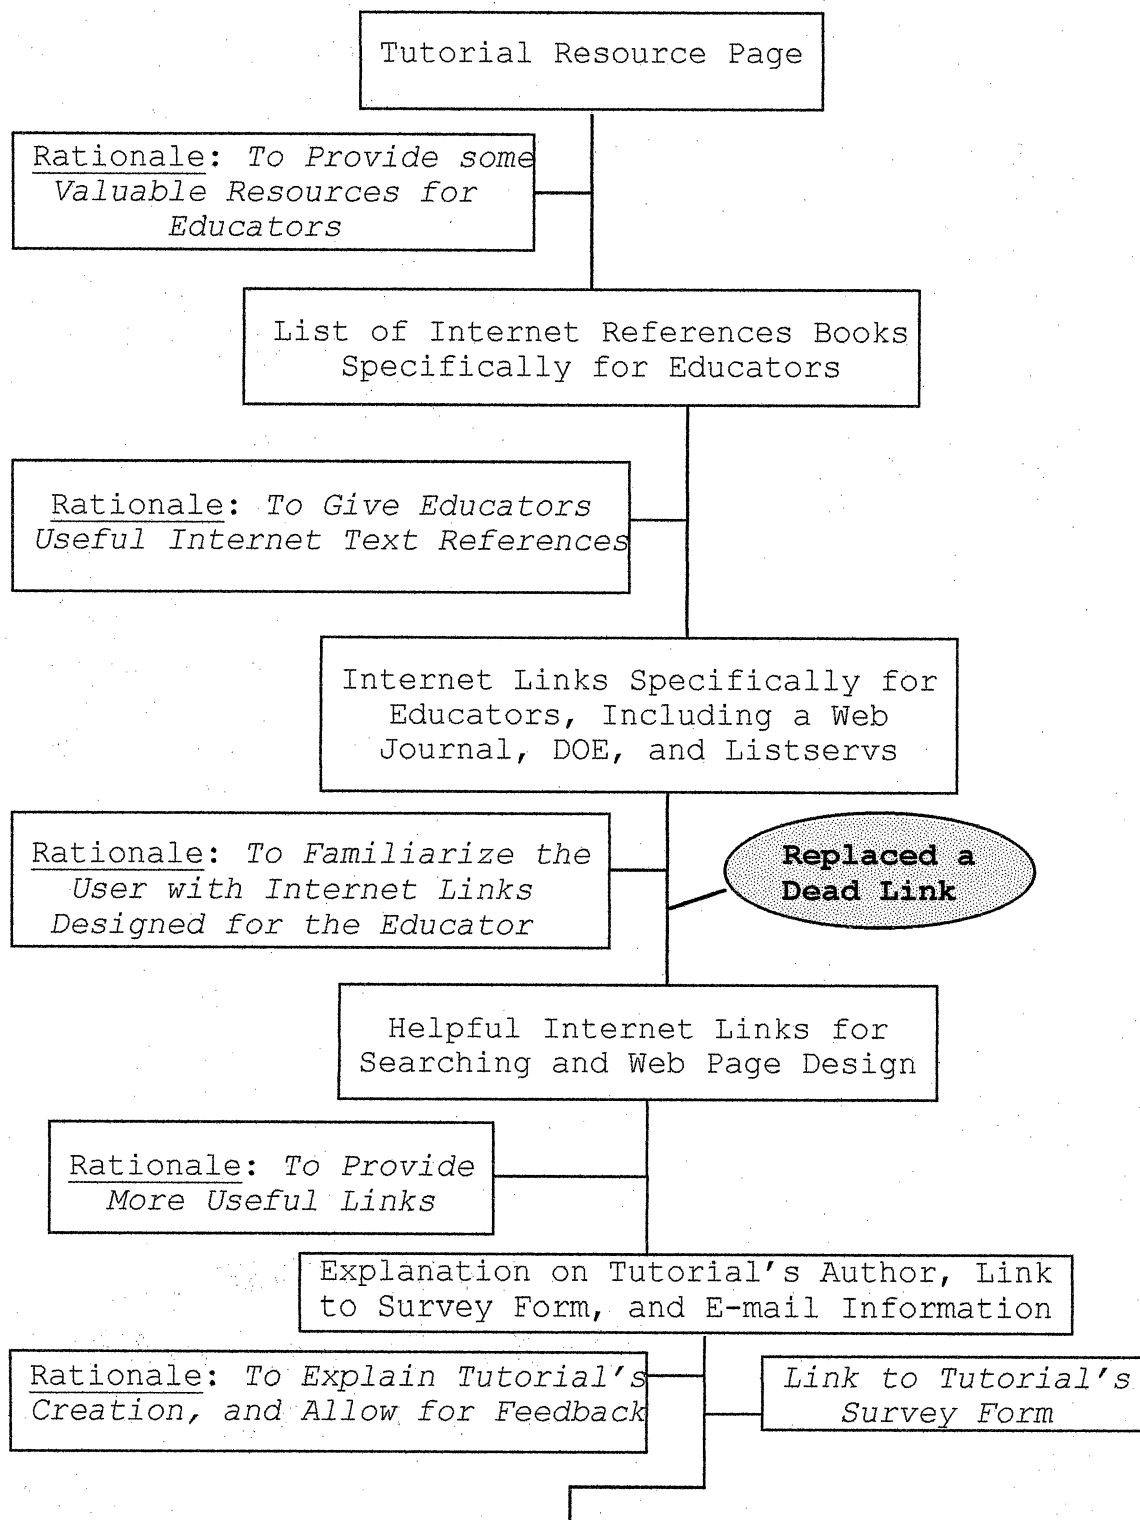 Tutorial Resource Page
Rationale: To Provide some
Valuable Resources for
Educators
List of Internet References Books
Specifically for Educators
Rationale: To Give Educators
Useful Internet Text References
Internet Links Specifically for
Educators, Including a Web
Journal, DOE, and Listservs
Rationale: To Familiarize the
User with Internet Links
Designed for the Educator
Replaced a
Dead Link
Helpful Internet Links for
Searching and Web Page Design
Rationale: To Provide
More Useful Links
Explanation on Tutorial's Author, Link
to Survey Form, and E-mail Information
Rationale: To Explain Tutorial's
Creation, and Allow for Feedback
Link to Tutorial's
Survey Form